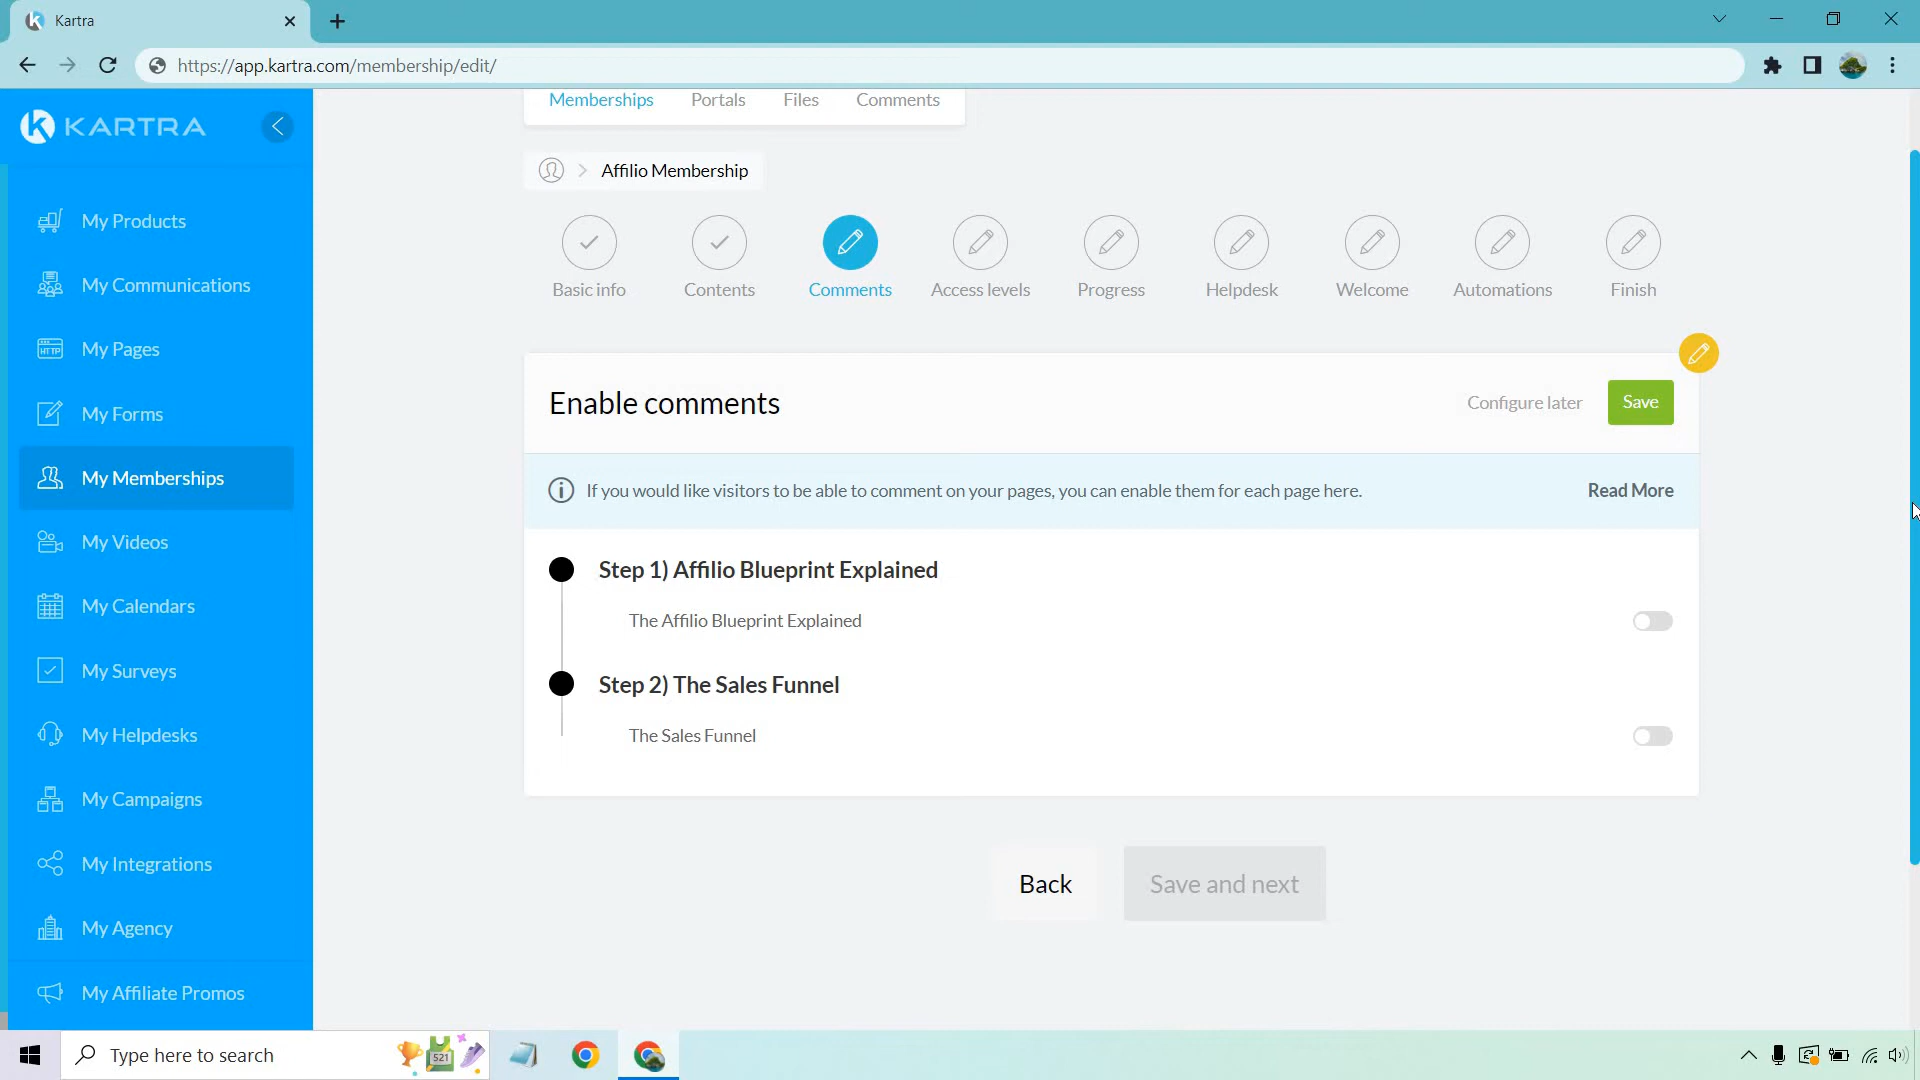 Kartra
https://app.kartra.com/membership/edit/
KARTRA
Memberships Portals Files Comments
Affilio Membership
Basic info Contents Comments Access levels Progress Helpdesk Welcome Automations Finish
My Products
My Communications
My Pages
HTTP
My Forms
My Memberships
My Videos
My Calendars
My Surveys
My Helpdesks
My Campaigns
My Integrations
My Agency
My Affiliate Promos
Enable comments
Configure later
Save
If you would like visitors to be able to comment on your pages, you can enable them for each page here.
Read More
Step 1) Affilio Blueprint Explained
The Affilio Blueprint Explained
Step 2) The Sales Funnel
The Sales Funnel
Back
Save and next
Type here to search
521